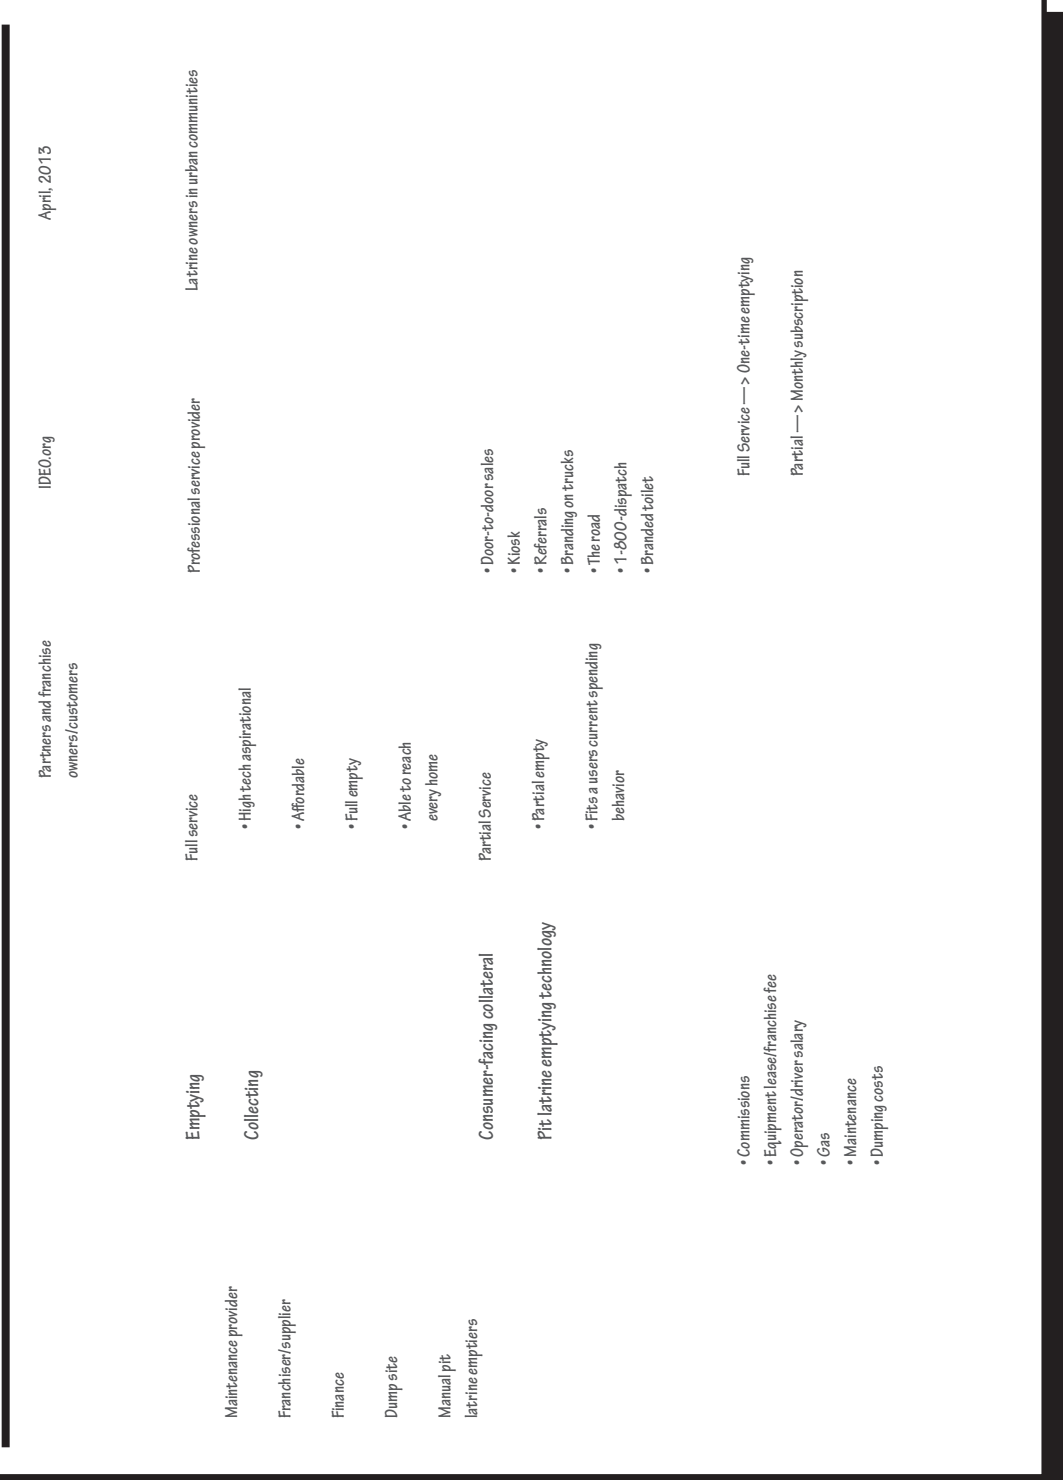 Partners and franchise
owners/customers
IDEO.org
April, 2013
Maintenance provider
Franchiser/supplier
Finance
Dump site
Manual pit
latrine emptiers
Emptying
Collecting
Consumer-facing collateral
Pit latrine emptying technology
Full service
• High tech aspirational
• Affordable
• Full empty
• Able to reach
every home
Partial Service
• Partial empty
• Fits a users current spending
behavior
Professional service provider
• Door-to-door sales
• Kiosk
• Referrals
• Branding on trucks
• The road
• 1-800-dispatch
• Branded toilet
Latrine owners in urban communities
• Commissions
• Equipment lease/franchise fee
• Operator/driver salary
• Gas
• Maintenance
• Dumping costs
Full Service —> One-time emptying
Partial —> Monthly subscription